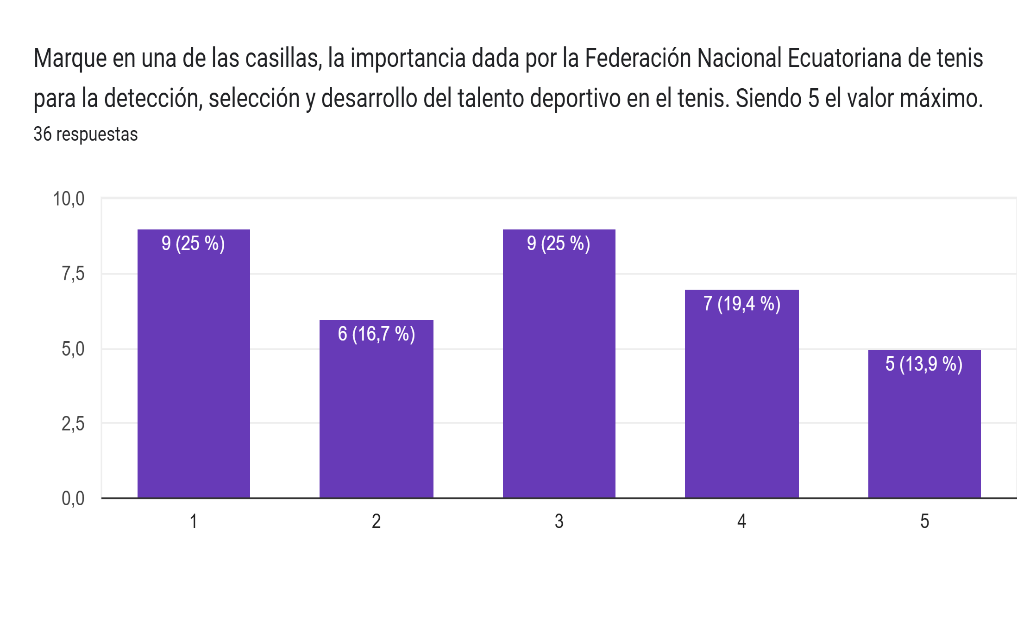 Marque en una de las casillas, la importancia dada por la Federación Nacional Ecuatoriana de tenis
para la detección, selección y desarrollo del talento deportivo en el tenis. Siendo 5 el valor máximo.
36 respuestas
10,0
7,5
5,0
2,5
0,0
9 (25 %)
6 (16,7 %)
9 (25 %)
7 (19,4 %)
5 (13,9 %)
1
2
3
4
5